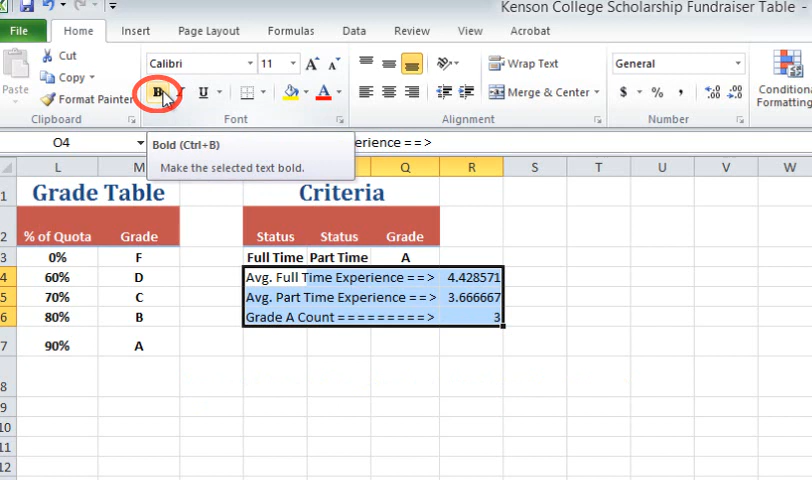 Kenson College Scholarship Fundraiser Table -
File Home Insert Page Layout Formulas Data Review View Acrobat
Cut
Copy
Format Painter
Paste
Clipboard
Calibri 11 A A
B U A
Font
Wrap Text
Merge & Center
Alignment
General
$ % , .00 .0
Number
Conditional
Formatting
O4
Bold (Ctrl+B)
Make the selected text bold.
erience = = >
L M Q R S T U V W
1 Grade Table Criteria
2 % of Quota Grade Status Status Grade
3 0% F Full Time Part Time A
4 60% D Avg. Full Time Experience = = > 4.428571
5 70% C Avg. Part Time Experience = = > 3.666667
6 80% B Grade A Count = = = = = = = = = > 3
7 90% A
8
9
10
11
12